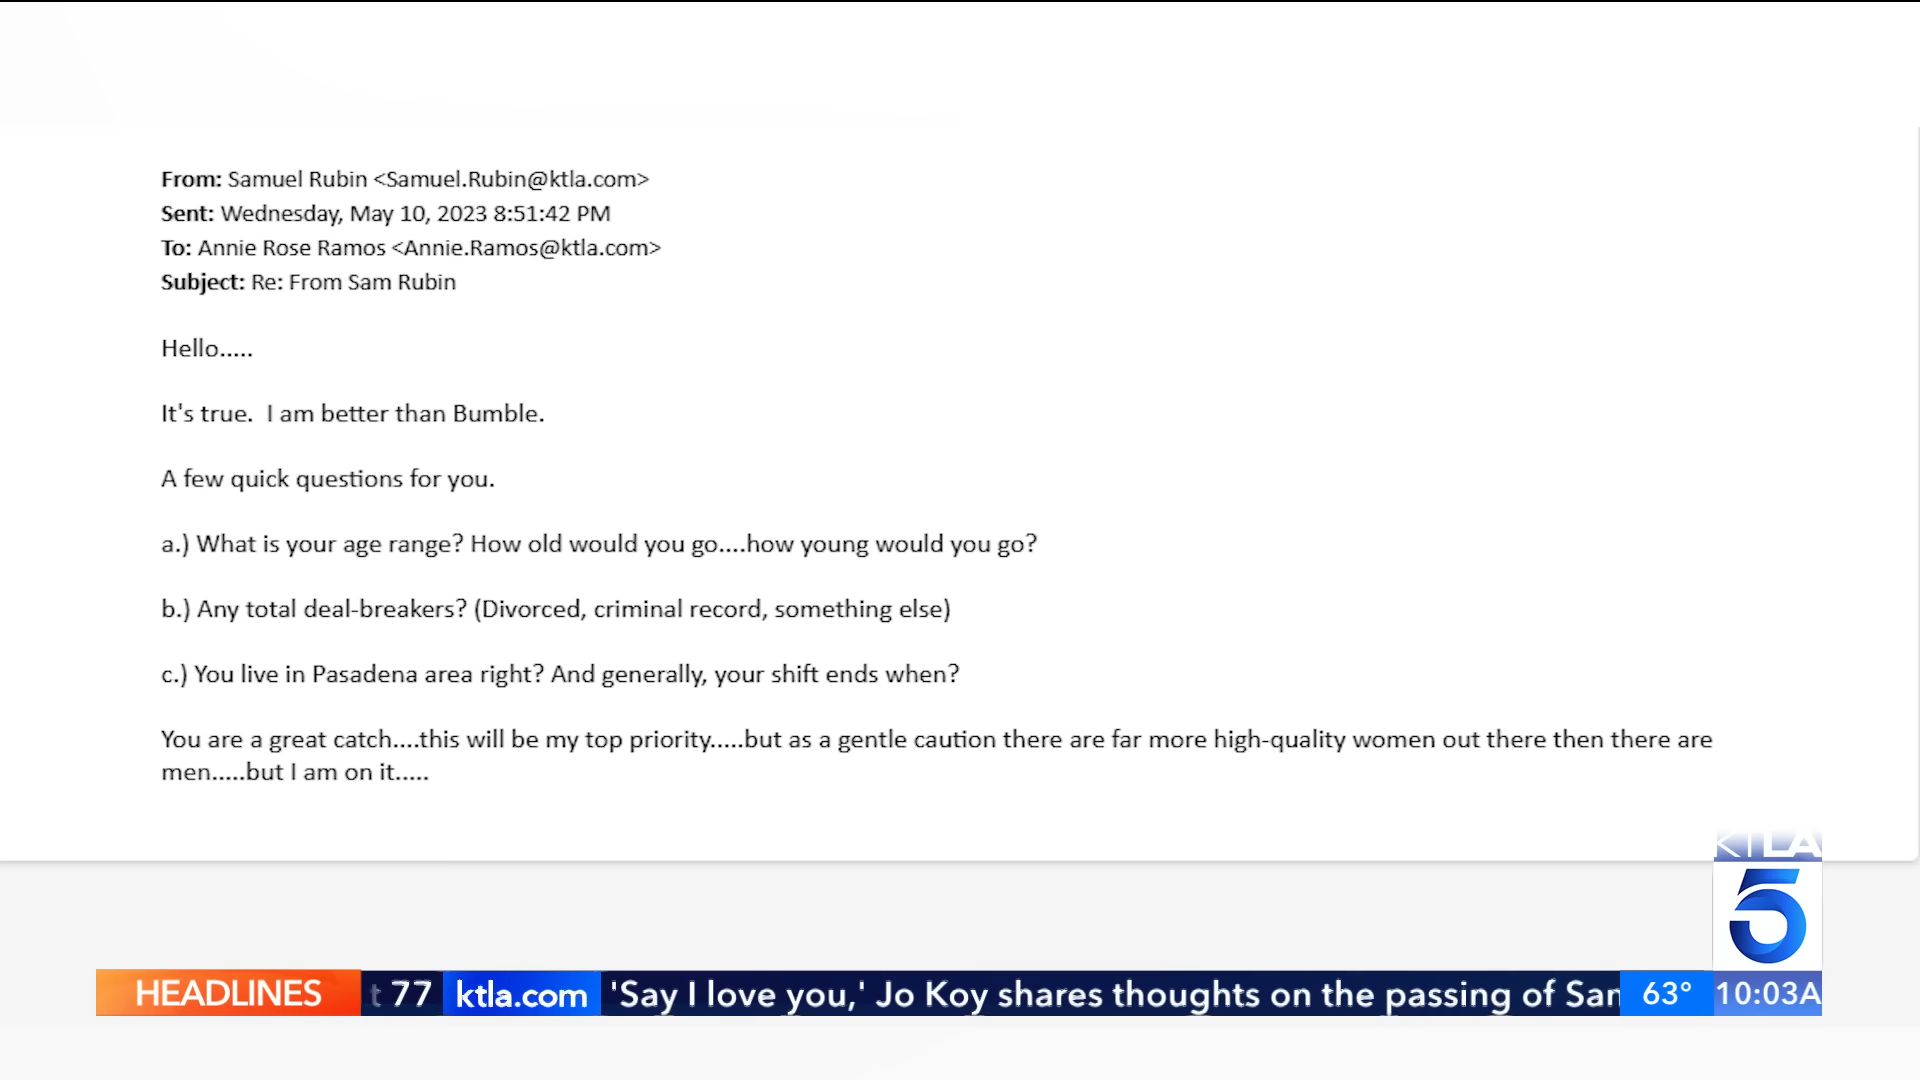 From: Samuel Rubin <Samuel.Rubin@ktla.com>
Sent: Wednesday, May 10, 2023 8:51:42 PM
To: Annie Rose Ramos <Annie.Ramos@ktla.com>
Subject: Re: From Sam Rubin
Hello.....
It's true.  I am better than Bumble.
A few quick questions for you.
a.) What is your age range? How old would you go....how young would you go?
b.) Any total deal-breakers? (Divorced, criminal record, something else)
c.) You live in Pasadena area right? And generally, your shift ends when?
You are a great catch....this will be my top priority.....but as a gentle caution there are far more high-quality women out there then there are
men.....but I am on it.....
KTLA
5
HEADLINES t 77 ktla.com 'Say I love you,' Jo Koy shares thoughts on the passing of Sam 63° 10:03A